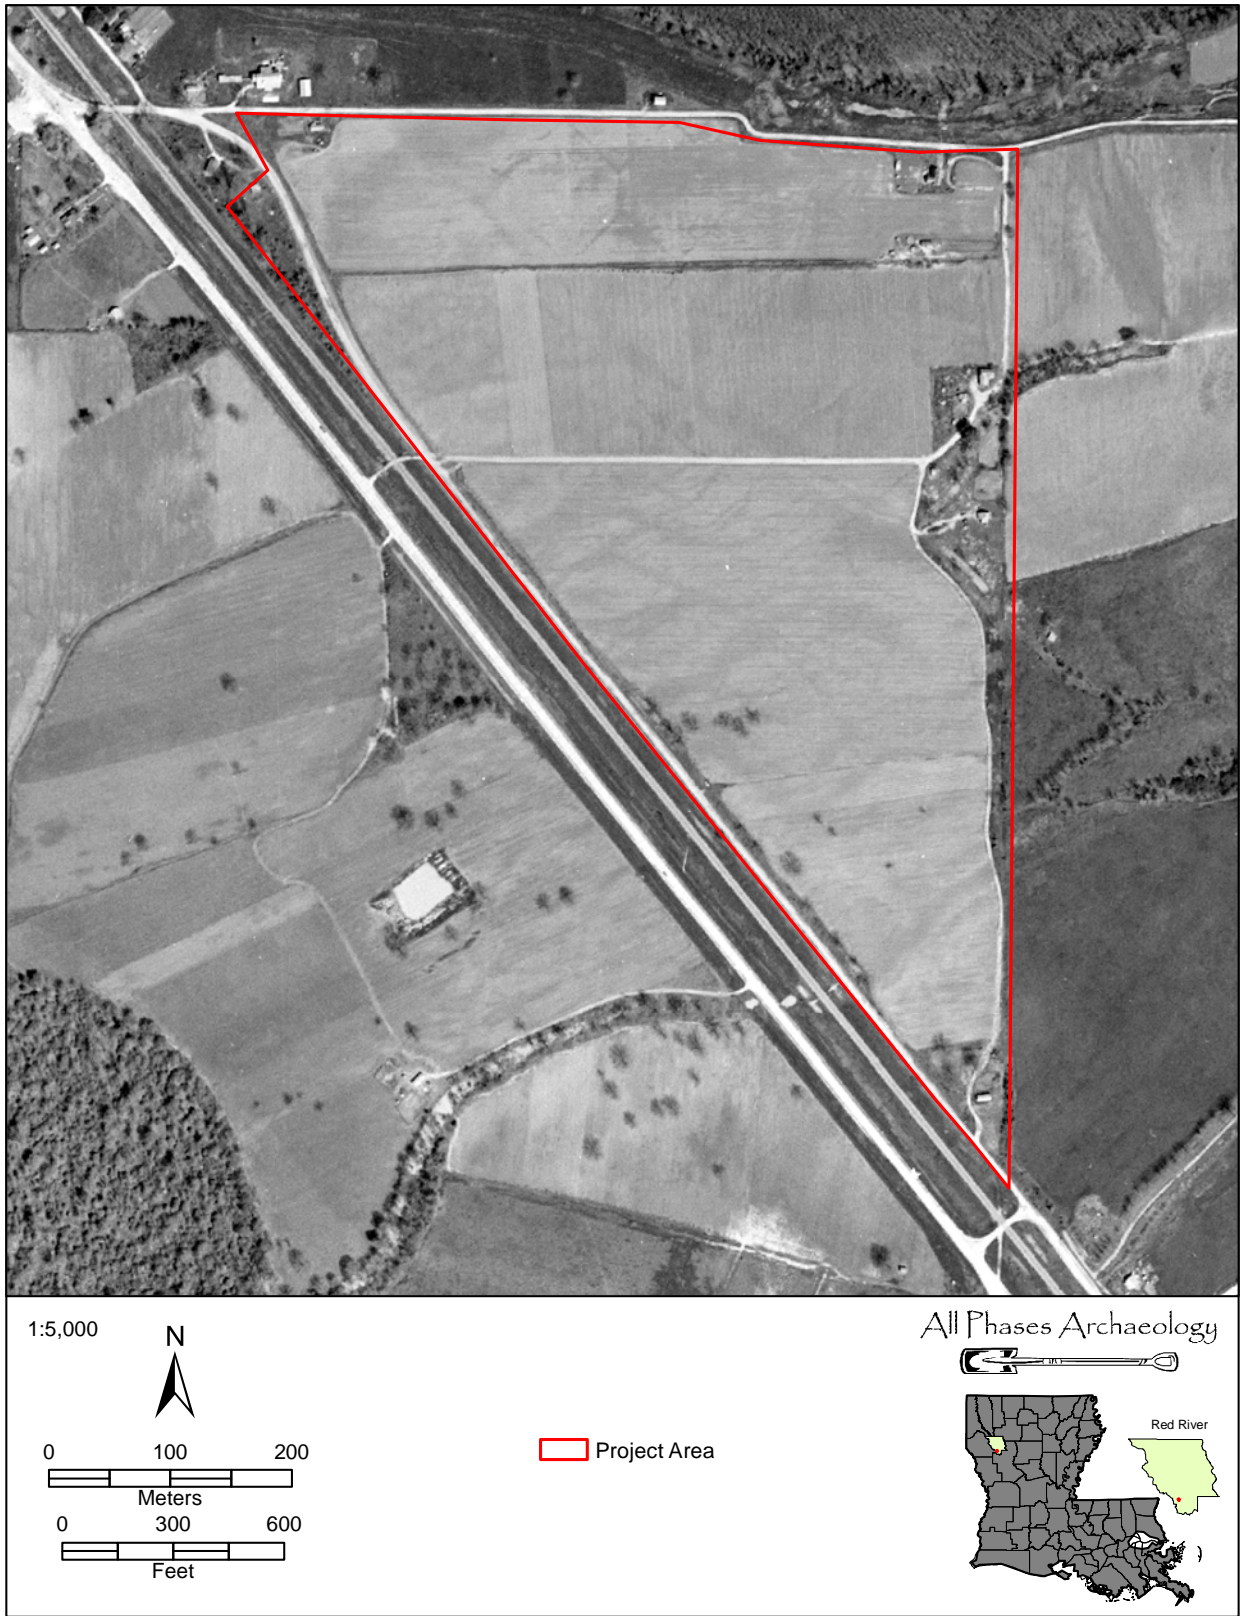 1:5,000
N
0 100 200
Meters
0 300 600
Feet
Project Area
All Phases Archaeology
Red River